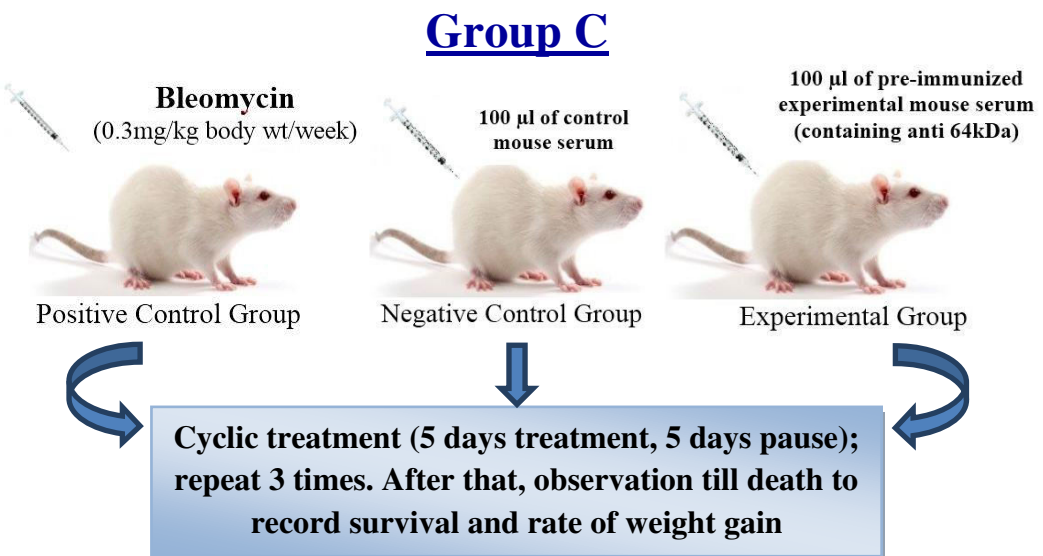 Group C
Bleomycin
(0.3mg/kg body wt/week)
100 µl of control
mouse serum
100 µl of pre-immunized
experimental mouse serum
(containing anti 64kDa)
Positive Control Group
Negative Control Group
Experimental Group
Cyclic treatment (5 days treatment, 5 days pause);
repeat 3 times. After that, observation till death to
record survival and rate of weight gain